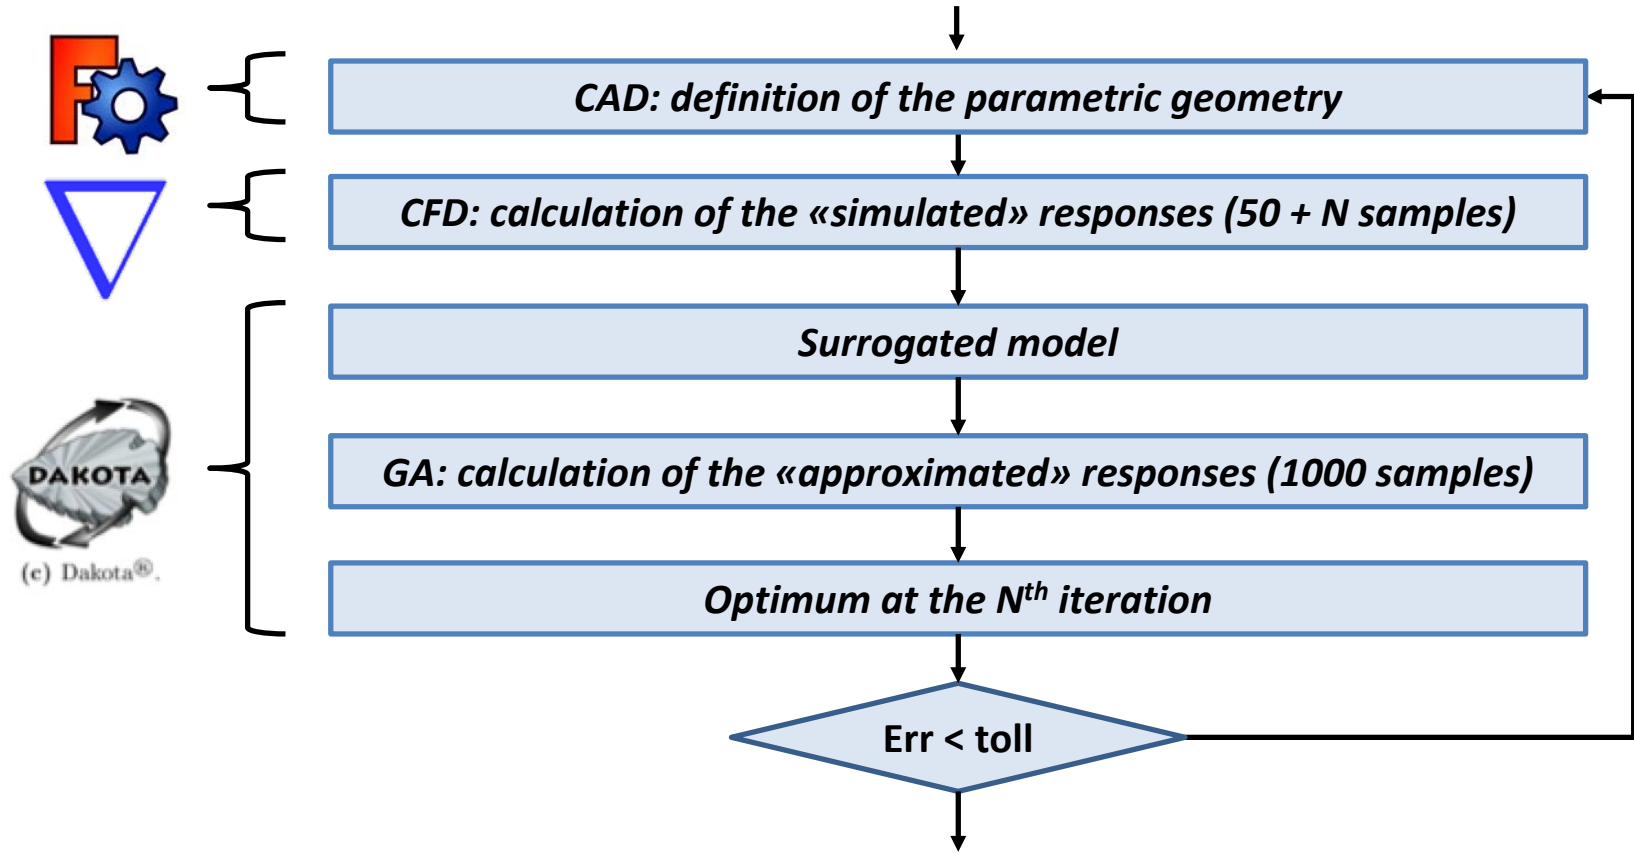 CAD: definition of the parametric geometry
CFD: calculation of the «simulated» responses (50 + N samples)
Surrogated model
GA: calculation of the «approximated» responses (1000 samples)
DAKOTA
(c) Dakota®.
Optimum at the Nth iteration
Err < toll